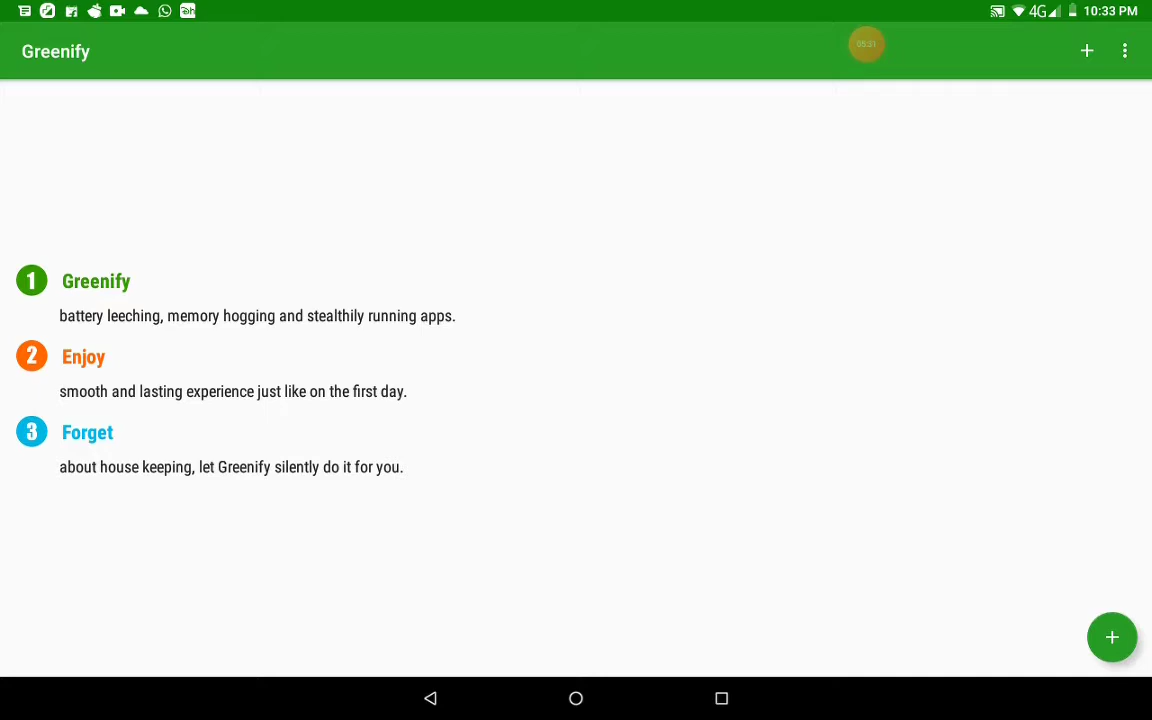 4G 10:33 PM
Greenify
05:31
1 Greenify
battery leeching, memory hogging and stealthily running apps.
2 Enjoy
smooth and lasting experience just like on the first day.
3 Forget
about house keeping, let Greenify silently do it for you.